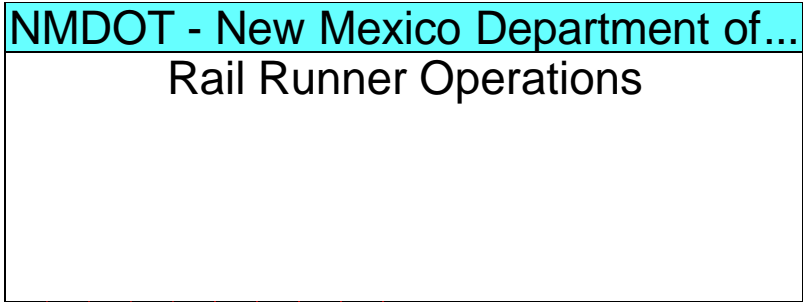 NMDOT - New Mexico Department of...
Rail Runner Operations